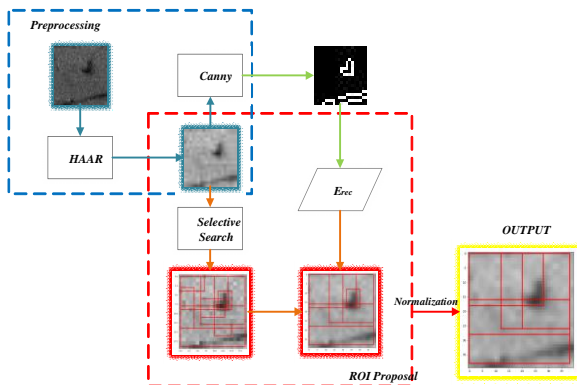 Preprocessing
Canny
HAAR
Erec
Selective
Search
OUTPUT
Normalization
ROI Proposal